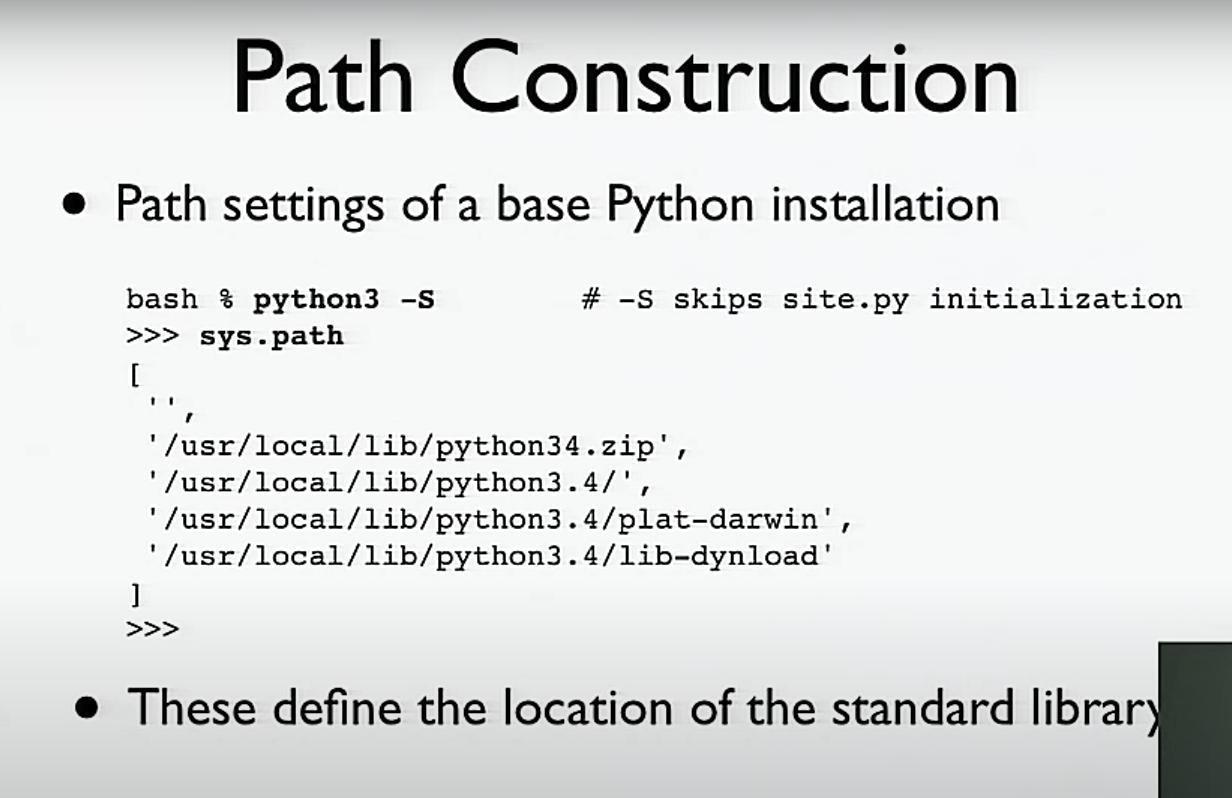 Path Construction
• Path settings of a base Python installation
bash % python3 -S # -S skips site.py initialization
>>> sys.path
[
'',
'/usr/local/lib/python34.zip',
'/usr/local/lib/python3.4/',
'/usr/local/lib/python3.4/plat-darwin',
'/usr/local/lib/python3.4/lib-dynload'
]
>>>
• These define the location of the standard library